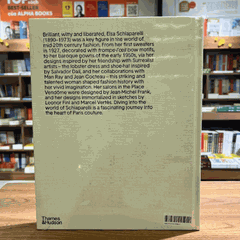 ALPHA BOOKS
Brilliant, witty and liberated, Elsa Schiaparelli
(1890–1973) was a key figure in the world of
mid-20th century fashion. From her first sweaters
in 1927, decorated with trompe-l'œil bow motifs,
to her baroque gowns of the early 1950s, via her
designs inspired by her friendship with Surrealist
artists – the lobster dress and shoe-hat inspired
by Salvador Dalí, and her collaborations with
Man Ray and Jean Cocteau – this striking and
talented woman shaped fashion history with
her vivid imagination. Her salons in the Place
Vendôme were designed by Jean-Michel Frank,
and her designs immortalized in sketches by
Leonor Fini and Marcel Vertès. Diving into the
world of Schiaparelli is a fascinating journey into
the heart of Paris couture.
Thames
&Hudson